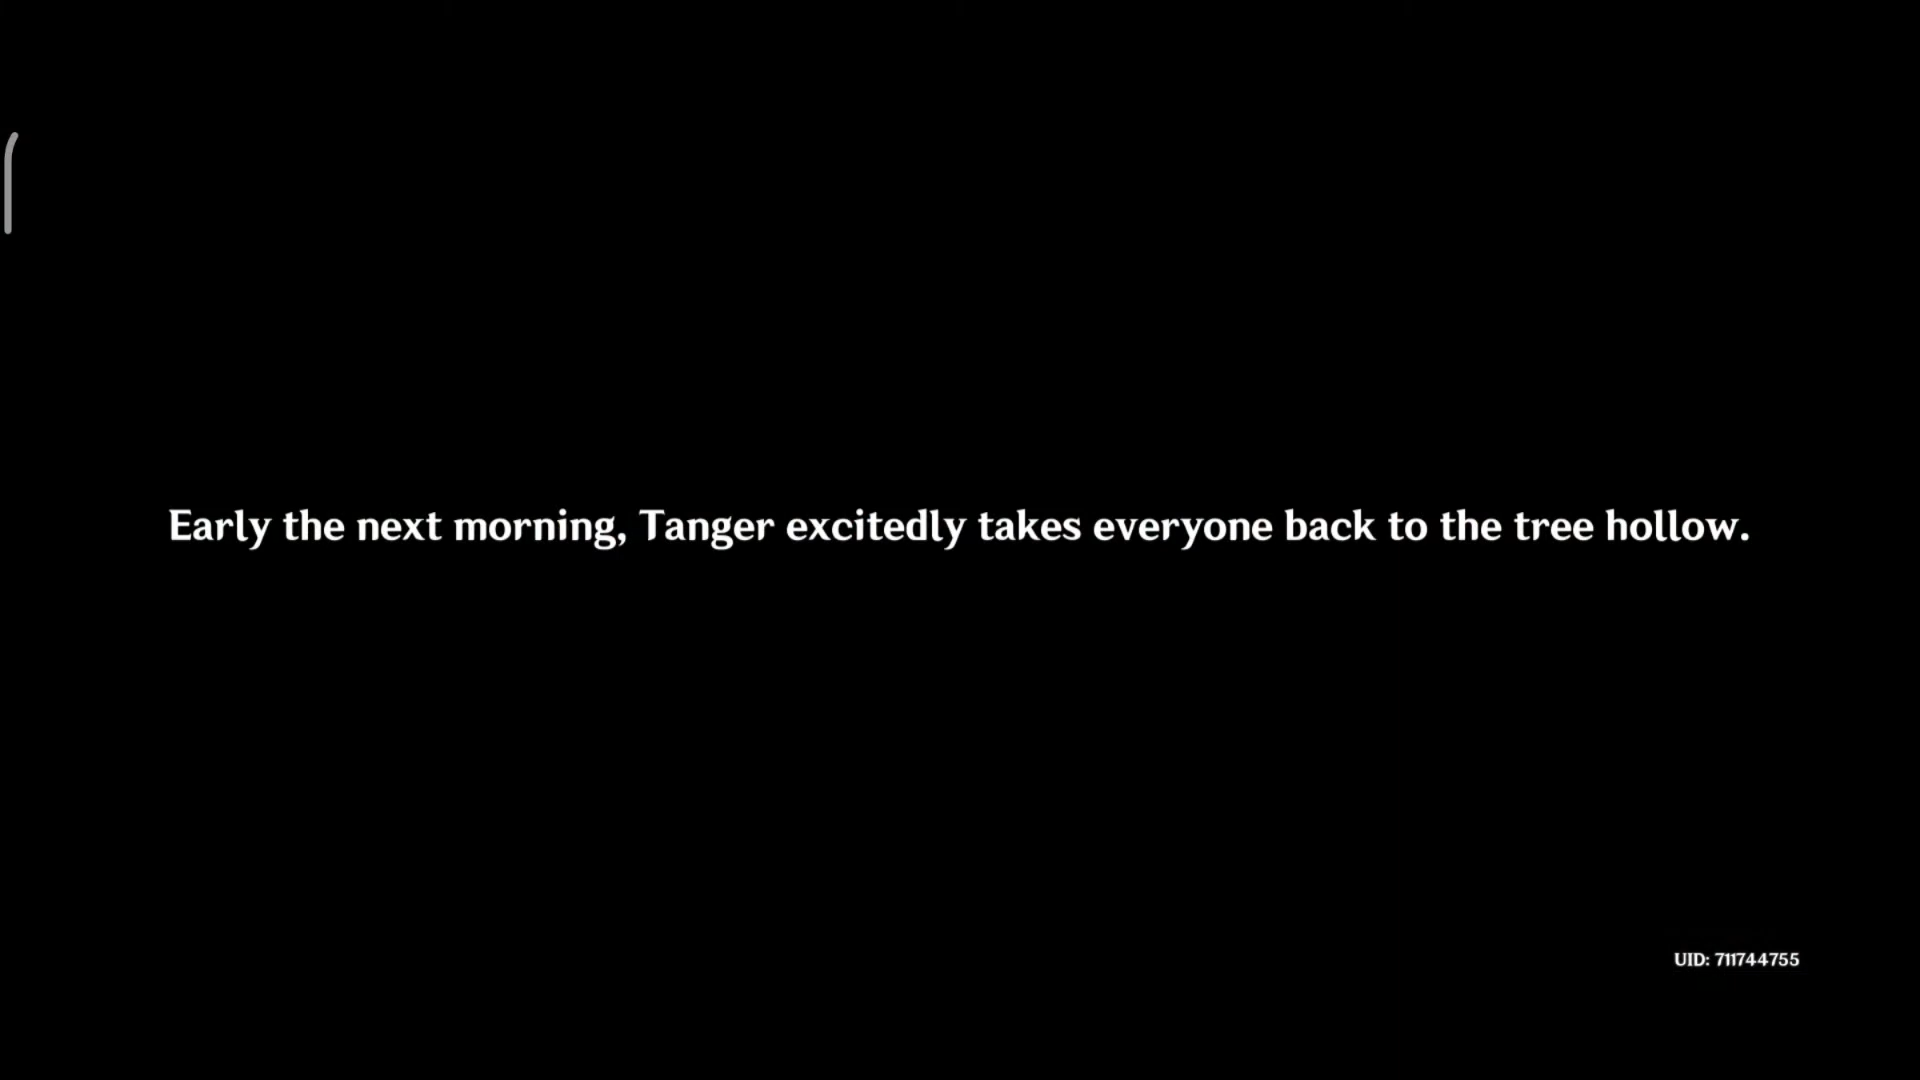 Early the next morning, Tanger excitedly takes everyone back to the tree hollow.
UID: 711744755